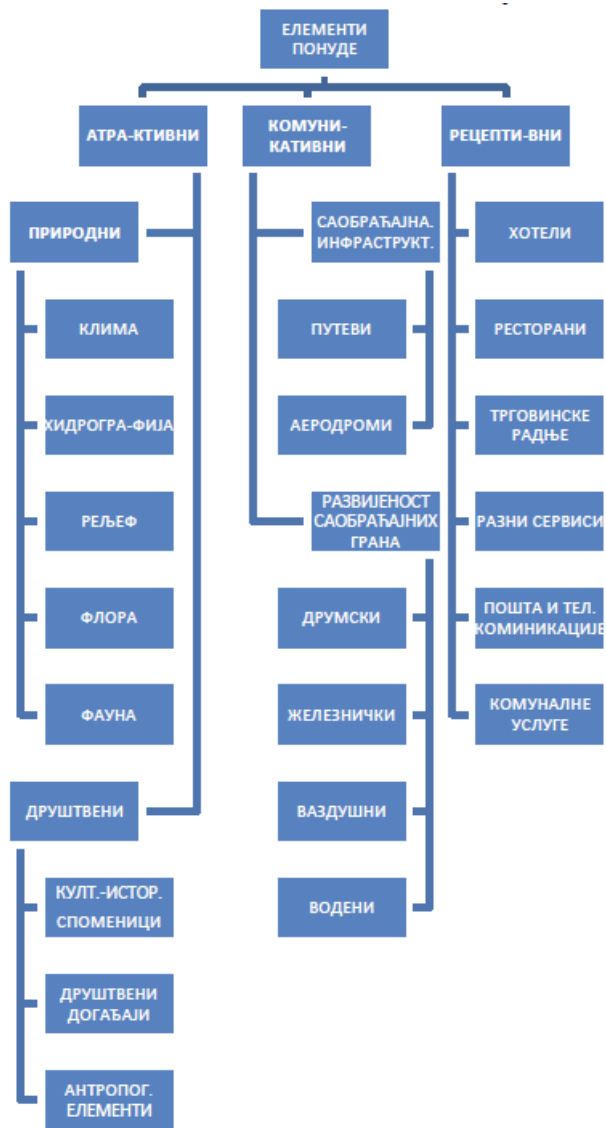 ЕЛЕМЕНТИ
ПОНУДЕ
АТРА-КТИВНИ
КОМУНИ-
КАТИВНИ
РЕЦЕПТИ-ВНИ
ПРИРОДНИ
КЛИМА
ХИДРОГРА-ФИЈА
РЕЉЕФ
ФЛОРА
ФАУНА
ДРУШТВЕНИ
КУЛТ.-ИСТОР.
СПОМЕНИЦИ
ДРУШТВЕНИ
ДОГАЂАЈИ
АНТРОПОГ.
ЕЛЕМЕНТИ
САОБРАЋАЈНА.
ИНФРАСТРУКТ.
ПУТЕВИ
АЕРОДРОМИ
РАЗВИЈЕНОСТ
САОБРАЋАЈНИХ
ГРАНА
ДРУМСКИ
ЖЕЛЕЗНИЧКИ
ВАЗДУШНИ
ВОДЕНИ
ХОТЕЛИ
РЕСТОРАНИ
ТРГОВИНСКЕ
РАДЊЕ
РАЗНИ СЕРВИСИ
ПОШТА И ТЕЛ.
КОМИНИКАЦИЈЕ
КОМУНАЛНЕ
УСЛУГЕ